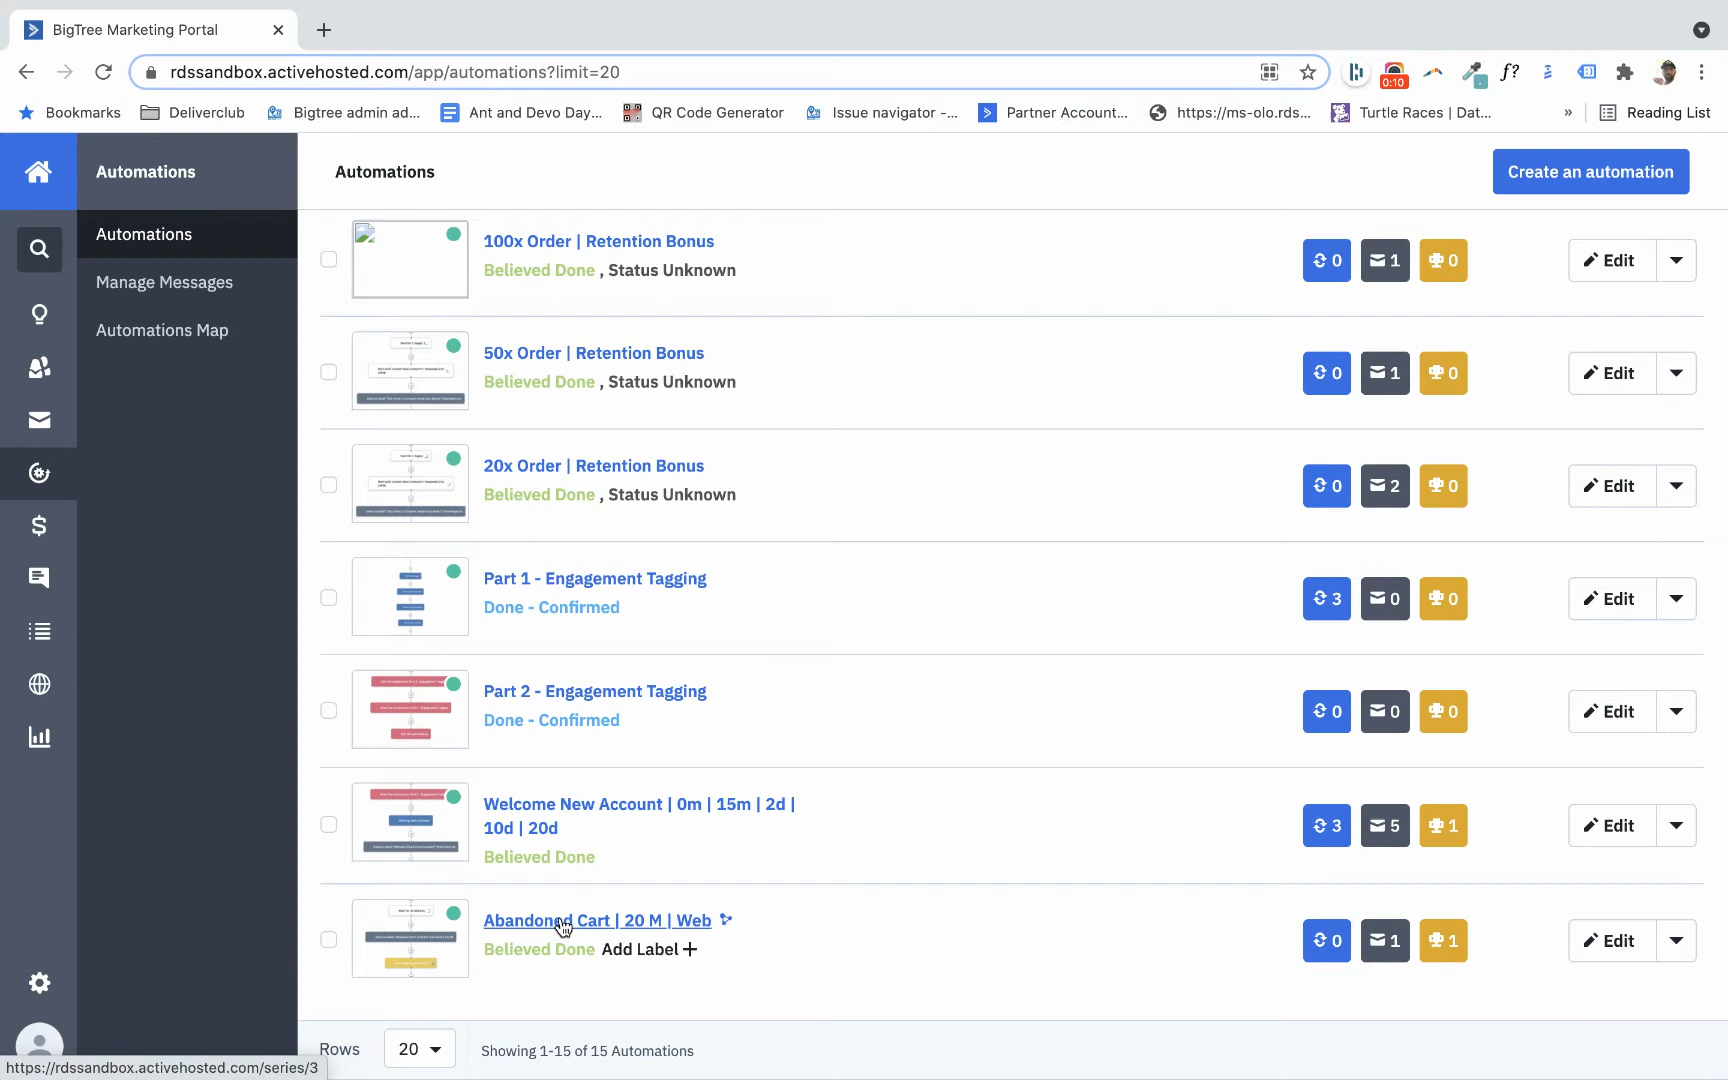 BigTree Marketing Portal
rdssandbox.activehosted.com/app/automations?limit=20
0:10
f?
Bookmarks
Deliverclub
Bigtree admin ad...
Ant and Devo Day...
QR Code Generator
Issue navigator -...
Partner Account...
https://ms-olo.rds...
Turtle Races | Dat...
»
Reading List
Automations
Automations
Manage Messages
Automations Map
Automations
Create an automation
100x Order | Retention Bonus
Believed Done , Status Unknown
0 1 0
Edit
50x Order | Retention Bonus
Believed Done , Status Unknown
0 1 0
Edit
20x Order | Retention Bonus
Believed Done , Status Unknown
0 2 0
Edit
Part 1 - Engagement Tagging
Done - Confirmed
3 0 0
Edit
Part 2 - Engagement Tagging
Done - Confirmed
0 0 0
Edit
Welcome New Account | 0m | 15m | 2d |
10d | 20d
Believed Done
3 5 1
Edit
Abandoned Cart | 20 M | Web
Believed Done Add Label +
0 1 1
Edit
Rows
20
Showing 1-15 of 15 Automations
https://rdssandbox.activehosted.com/series/3